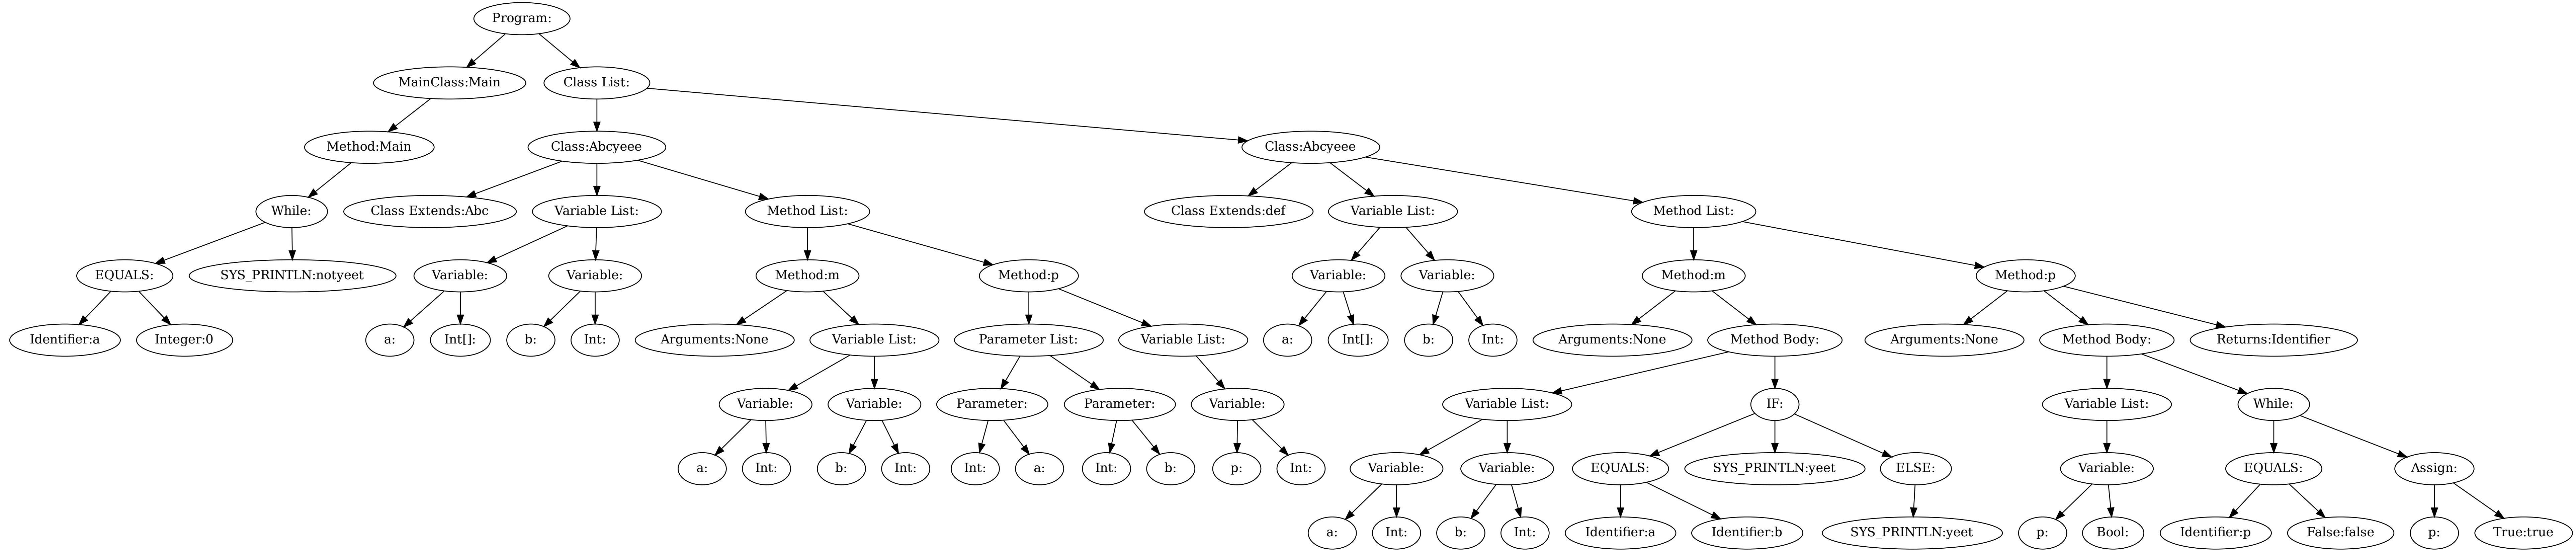 Program:
MainClass:Main
Class List:
Method:Main
Class:Abcyeee
Class:Abcyeee
While:
Class Extends:Abc
Variable List:
Method List:
Class Extends:def
Variable List:
Method List:
EQUALS:
SYS_PRINTLN:notyeet
Variable:
Variable:
Method:m
Method:p
Variable:
Variable:
Method:m
Method:p
Identifier:a
Integer:0
a:
Int[]:
b:
Int:
Arguments:None
Variable List:
Parameter List:
Variable List:
a:
Int[]:
b:
Int:
Arguments:None
Method Body:
Arguments:None
Method Body:
Returns:Identifier
Variable:
Variable:
Parameter:
Parameter:
Variable:
Variable List:
IF:
Variable List:
While:
a:
Int:
b:
Int:
Int:
a:
Int:
b:
p:
Int:
Variable:
Variable:
EQUALS:
SYS_PRINTLN:yeet
ELSE:
Variable:
EQUALS:
Assign:
a:
Int:
b:
Int:
Identifier:a
Identifier:b
SYS_PRINTLN:yeet
p:
Bool:
Identifier:p
False:false
p:
True:true